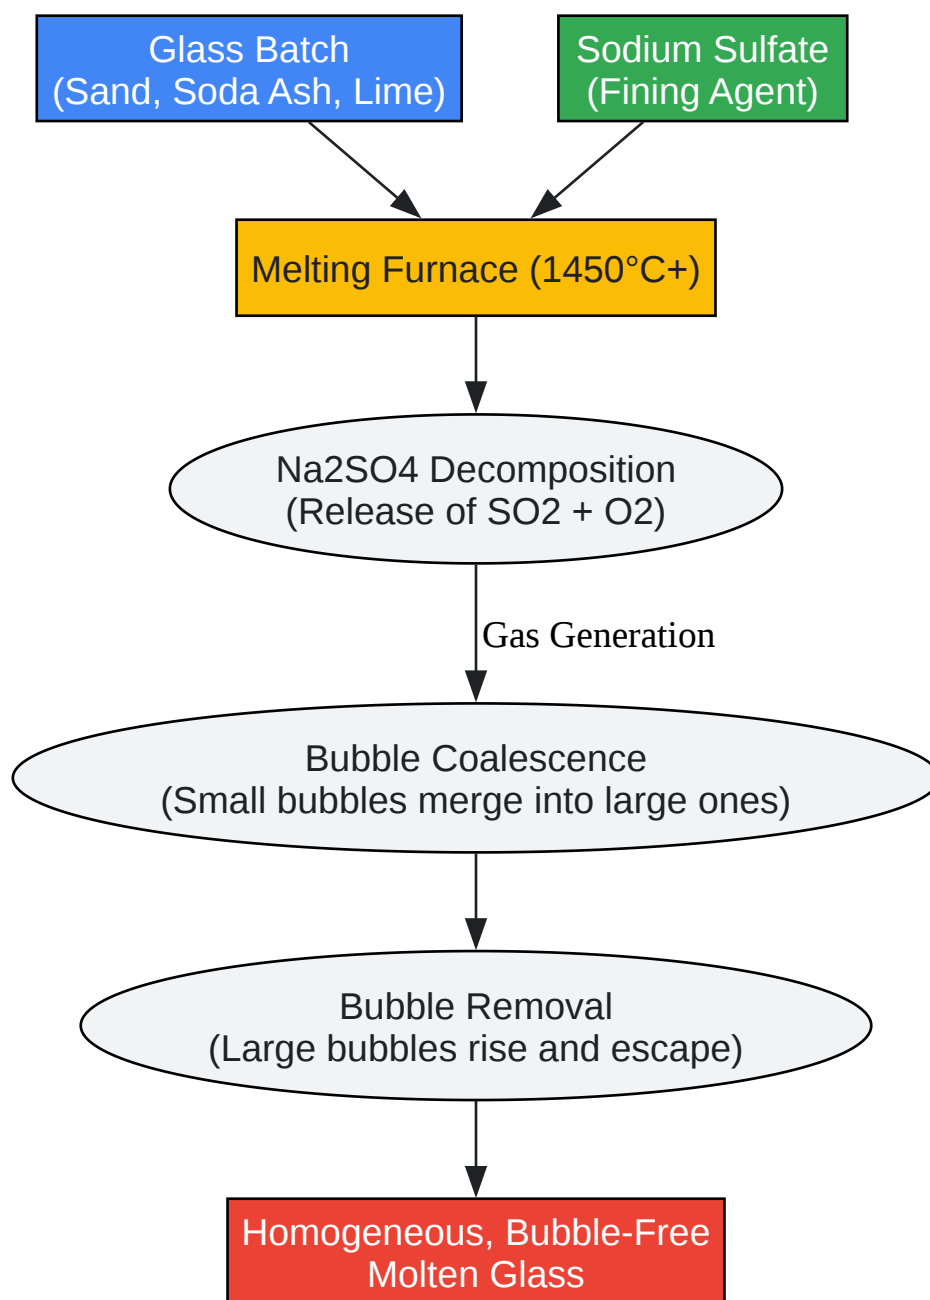 Glass Batch
(Sand, Soda Ash, Lime)
Sodium Sulfate
(Fining Agent)
Melting Furnace (1450°C+)
Na2SO4 Decomposition
(Release of SO2 + O2)
Gas Generation
Bubble Coalescence
(Small bubbles merge into large ones)
Bubble Removal
(Large bubbles rise and escape)
Homogeneous, Bubble-Free
Molten Glass